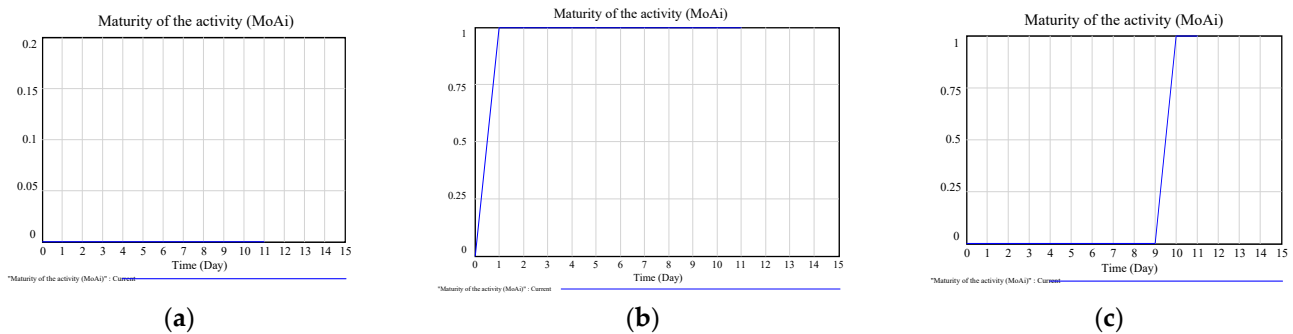 Maturity of the activity (MoAi)
0.2
0.15
0.1
0.05
0
0 1 2 3 4 5 6 7 8 9 10 11 12 13 14 15
Time (Day)
"Maturity of the activity (MoAi)" : Current
(a)
Maturity of the activity (MoAi)
1
0.75
0.5
0.25
0
0 1 2 3 4 5 6 7 8 9 10 11 12 13 14 15
Time (Day)
"Maturity of the activity (MoAi)" : Current
(b)
Maturity of the activity (MoAi)
1
0.75
0.5
0.25
0
0 1 2 3 4 5 6 7 8 9 10 11 12 13 14 15
Time (Day)
"Maturity of the activity (MoAi)" : Current
(c)